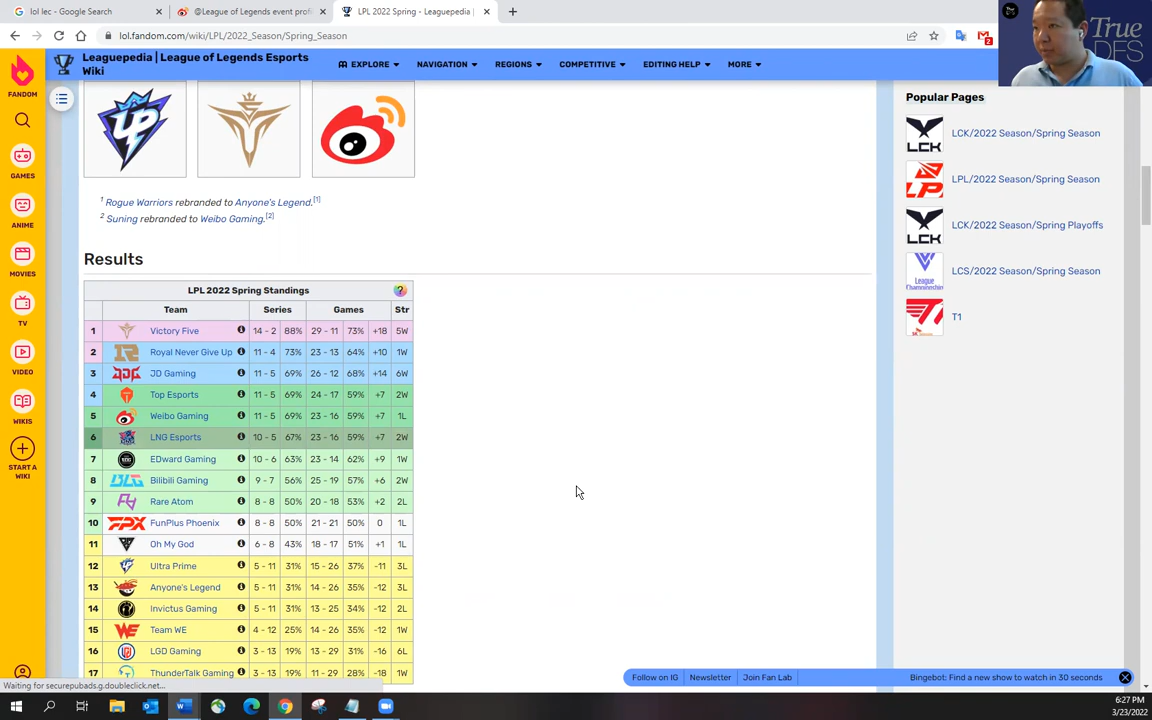 lol lec - Google Search
@League of Legends event profi
LPL 2022 Spring - Leaguepedia |
lol.fandom.com/wiki/LPL/2022_Season/Spring_Season
2
True
DES
FANDOM
GAMES
ANIME
MOVIES
TV
VIDEO
WIKIS
START A
WIKI
Leaguepedia | League of Legends Esports
Wiki
EXPLORE
NAVIGATION
REGIONS
COMPETITIVE
EDITING HELP
MORE
UP
1 Rogue Warriors rebranded to Anyone's Legend.[1]
2 Suning rebranded to Weibo Gaming.[2]
Results
LPL 2022 Spring Standings ?
Team Series Games Str
1 Victory Five 14 - 2 88% 29 - 11 73% +18 5W
2 Royal Never Give Up 11 - 4 73% 23 - 13 64% +10 1W
3 JD Gaming 11 - 5 69% 26 - 12 68% +14 6W
4 Top Esports 11 - 5 69% 24 - 17 59% +7 2W
5 Weibo Gaming 11 - 5 69% 23 - 16 59% +7 1L
6 LNG Esports 10 - 5 67% 23 - 16 59% +7 2W
7 EDward Gaming 10 - 6 63% 23 - 14 62% +9 1W
8 Bilibili Gaming 9 - 7 56% 25 - 19 57% +6 2W
9 Rare Atom 8 - 8 50% 20 - 18 53% +2 2L
10 FunPlus Phoenix 8 - 8 50% 21 - 21 50% 0 1L
11 Oh My God 6 - 8 43% 18 - 17 51% +1 1L
12 Ultra Prime 5 - 11 31% 15 - 26 37% -11 3L
13 Anyone's Legend 5 - 11 31% 14 - 26 35% -12 3L
14 Invictus Gaming 5 - 11 31% 13 - 25 34% -12 2L
15 Team WE 4 - 12 25% 14 - 26 35% -12 1W
16 LGD Gaming 3 - 13 19% 13 - 29 31% -16 6L
17 ThunderTalk Gaming 3 - 13 19% 11 - 29 28% -18 1W
Popular Pages
LCK LCK/2022 Season/Spring Season
LPL/2022 Season/Spring Season
LCK LCK/2022 Season/Spring Playoffs
LCS/2022 Season/Spring Season
T1
Follow on IG
Newsletter
Join Fan Lab
Bingebot: Find a new show to watch in 30 seconds
Waiting for securepubads.g.doubleclick.net...
6:27 PM
3/23/2022